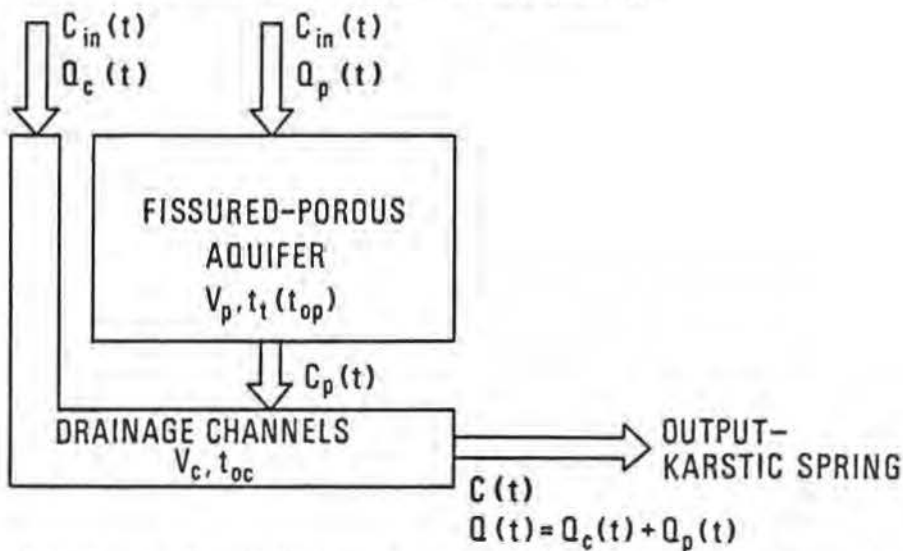 C_in(t)
Q_c(t)
C_in(t)
Q_p(t)
FISSURED-POROUS
AQUIFER
V_p, t_t (t_op)
C_p(t)
DRAINAGE CHANNELS
V_c, t_oc
OUTPUT-
KARSTIC SPRING
C(t)
Q(t) = Q_c(t) + Q_p(t)